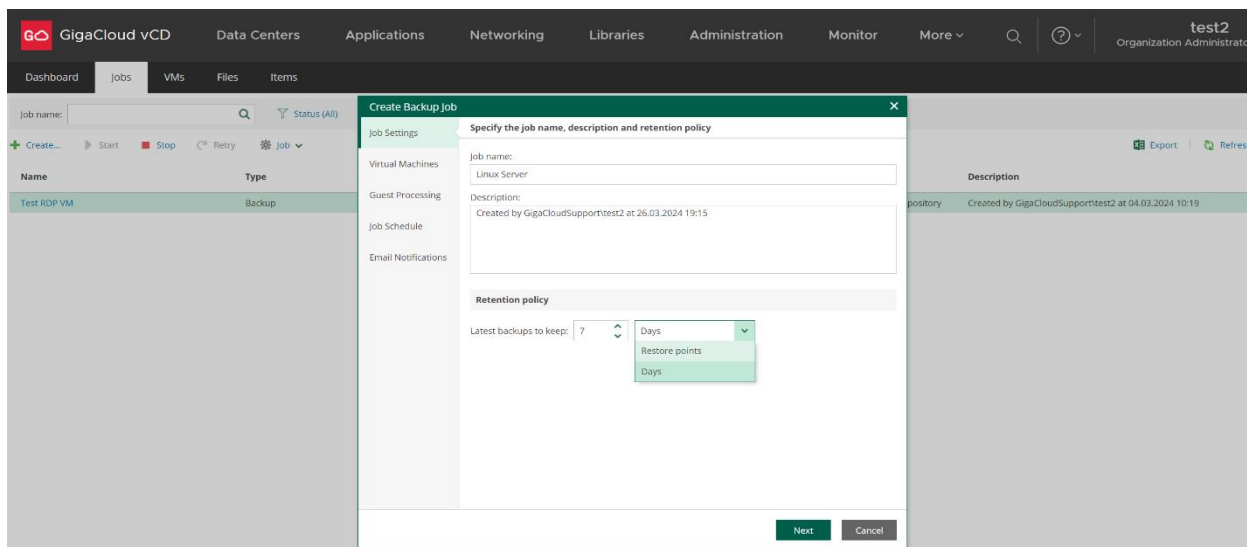 GigaCloud vCD Data Centers Applications Networking Libraries Administration Monitor More test2
Organization Administrato
Dashboard Jobs VMs Files Items
Job name: Status (All)
Create Backup Job
Job Settings
Virtual Machines
Guest Processing
Job Schedule
Email Notifications
Specify the job name, description and retention policy
Job name:
Linux Server
Description:
Created by GigaCloudSupport\test2 at 26.03.2024 19:15
Retention policy
Latest backups to keep: 7 Days
Restore points
Days
Next Cancel
Create... Start Stop Retry Job Export Refres
Name Type Description
Test RDP VM Backup pository Created by GigaCloudSupport\test2 at 04.03.2024 10:19